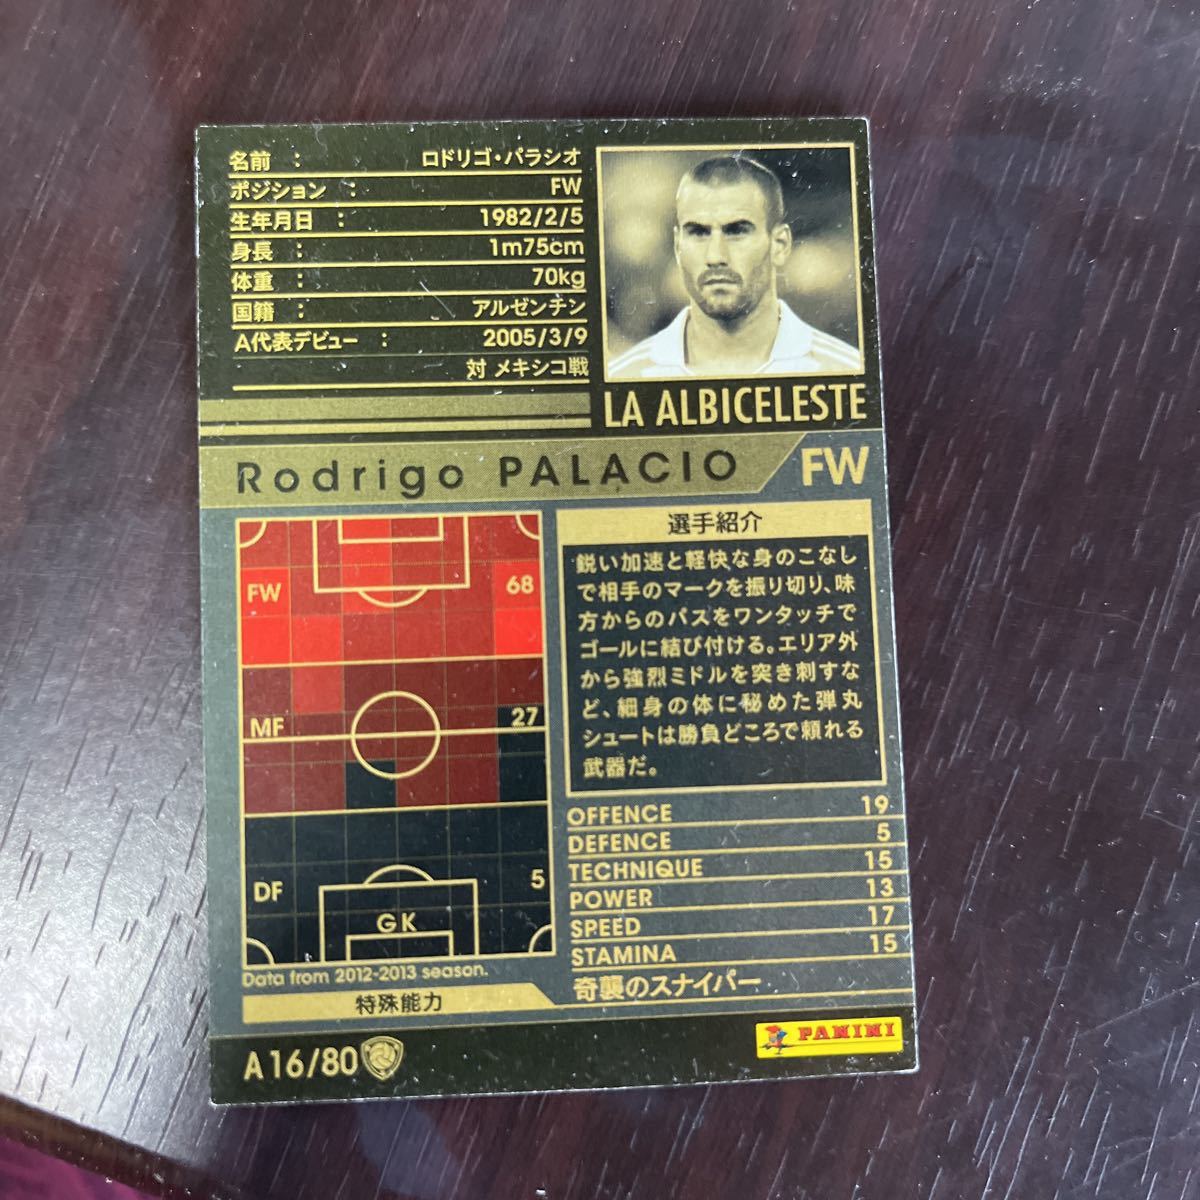 名前 : ロドリゴ・パラシオ
ポジション : FW
生年月日 : 1982/2/5
身長 : 1m75cm
体重 : 70kg
国籍 : アルゼンチン
A代表デビュー : 2005/3/9
対 メキシコ戦
LA ALBICELESTE
Rodrigo PALACIO FW
FW 68
MF 27
DF 5
GK
Data from 2012-2013 season.
選手紹介
鋭い加速と軽快な身のこなし
で相手のマークを振り切り、味
方からのパスをワンタッチで
ゴールに結び付ける。エリア外
から強烈ミドルを突き刺すな
ど、細身の体に秘めた弾丸
シュートは勝負どころで頼れる
武器だ。
OFFENCE 19
DEFENCE 5
TECHNIQUE 15
POWER 13
SPEED 17
STAMINA 15
特殊能力
奇襲のスナイパー
A16/80
PANINI